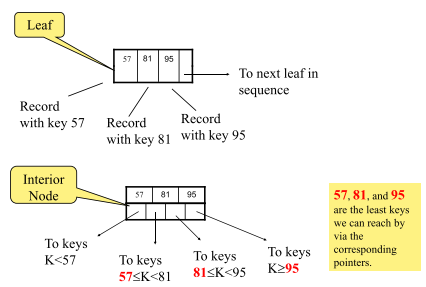 Leaf
57 81 95
To next leaf in
sequence
Record
with key 57
Record
with key 81
Record
with key 95
Interior
Node
57 81 95
To keys
K<57
To keys
57≤K<81
To keys
81≤K<95
To keys
K≥95
57, 81, and 95
are the least keys
we can reach by
via the
corresponding
pointers.